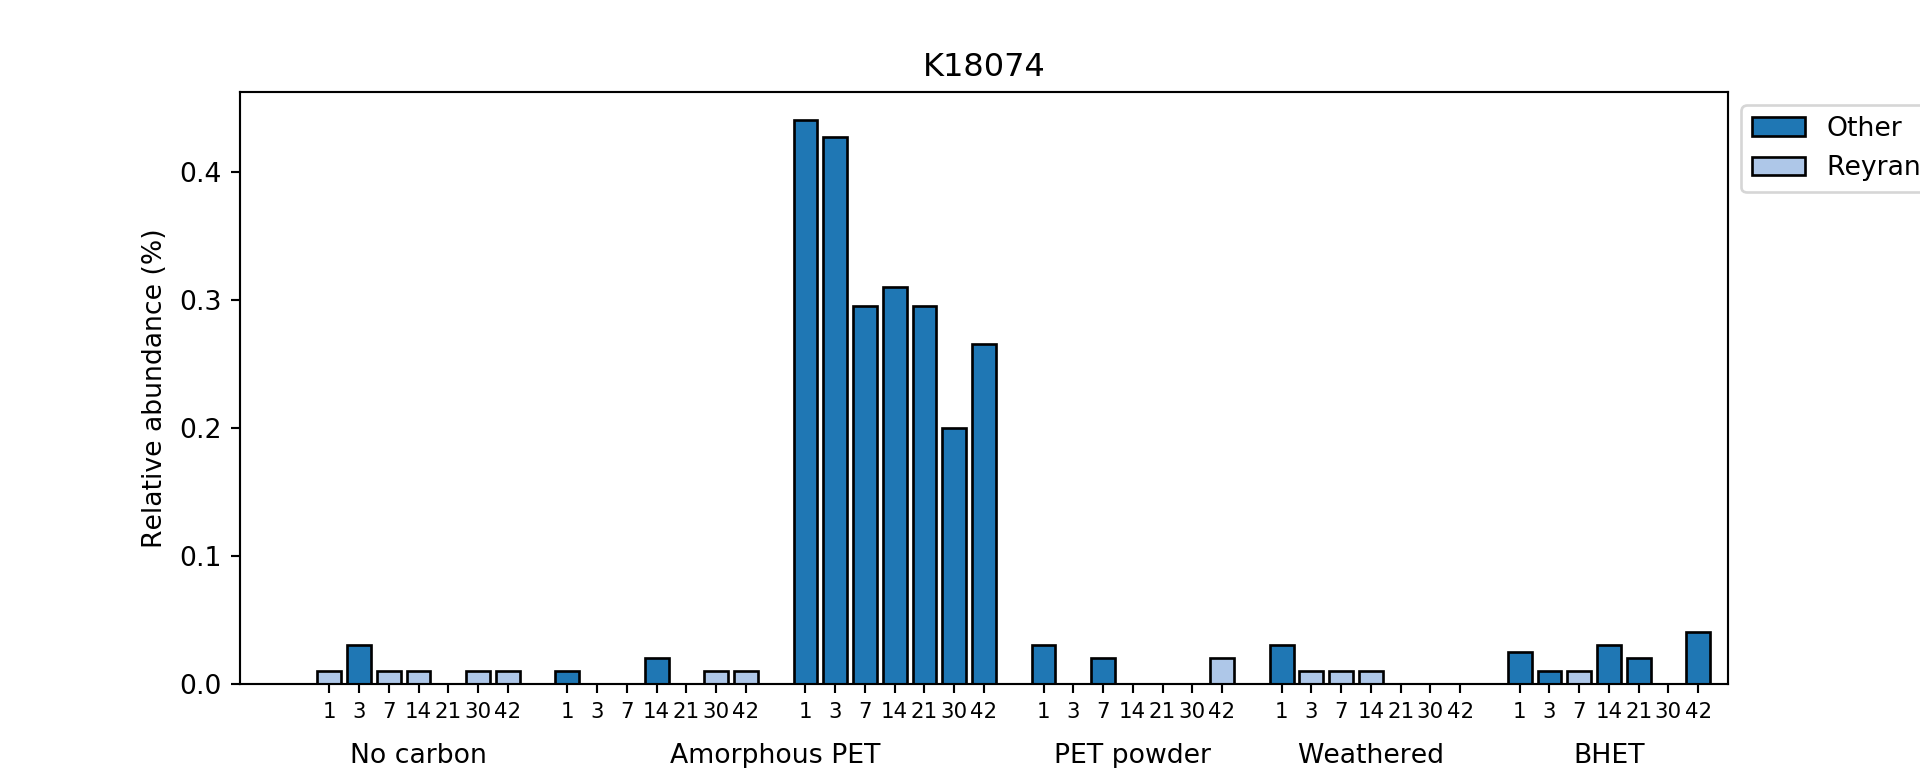 K18074
Other
Reyran
Relative abundance (%)
0.4
0.3
0.2
0.1
0.0
1 3 7 14 21 30 42 1 3 7 14 21 30 42 1 3 7 14 21 30 42 1 3 7 14 21 30 42 1 3 7 14 21 30 42 1 3 7 14 21 30 42
No carbon Amorphous PET PET powder Weathered BHET